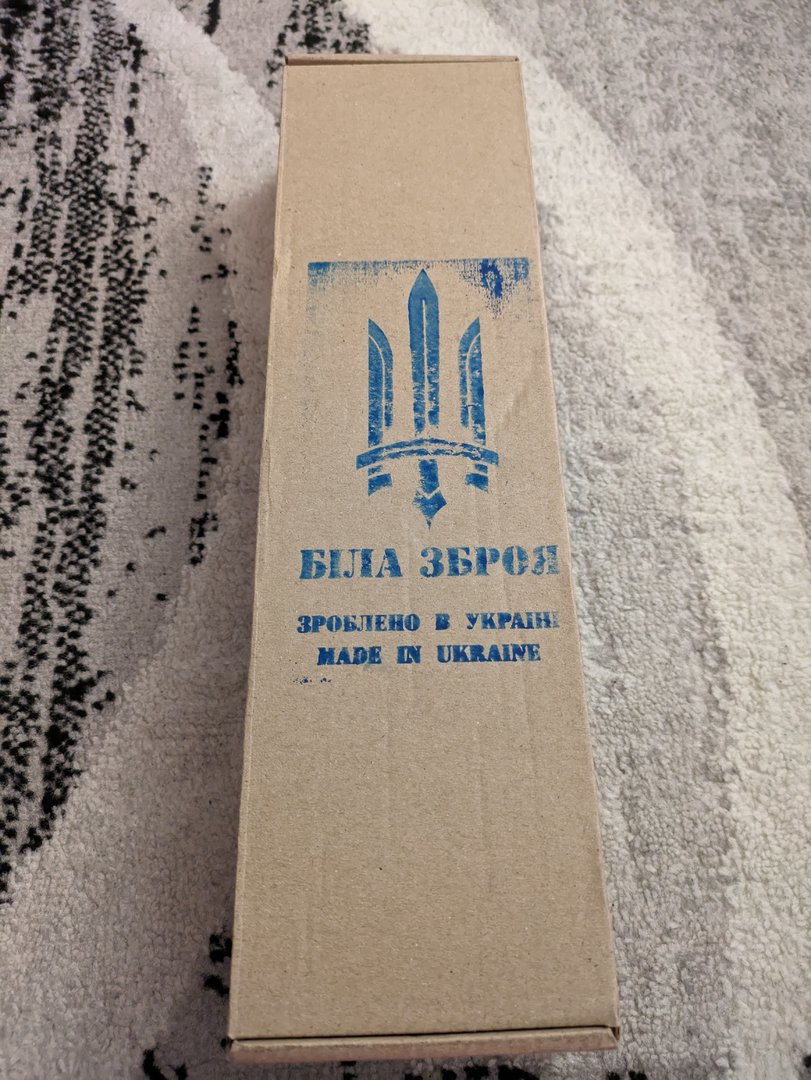 БІЛА ЗБРОЯ
ЗРОБЛЕНО В УКРАЇНІ
MADE IN UKRAINE